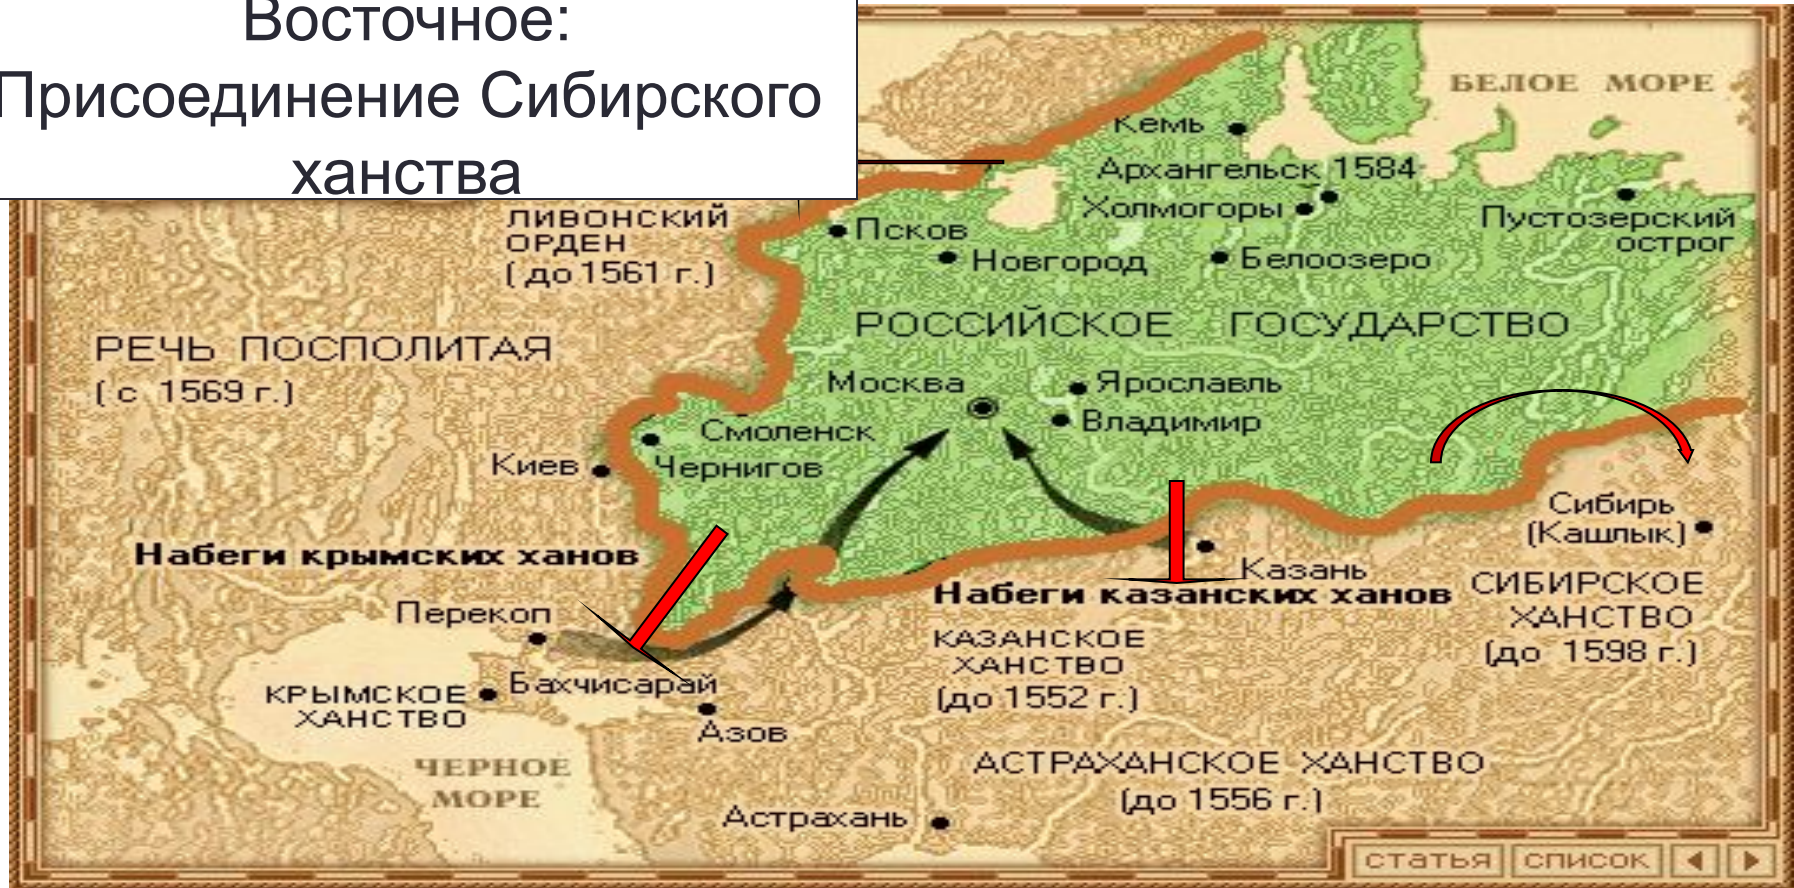 Восточное:
Присоединение Сибирского
ханства
БЕЛОЕ МОРЕ
Кемь
Архангельск 1584
Холмогоры
Пустозерский
острог
ЛИВОНСКИЙ
ОРДЕН
(до 1561 г.)
Псков
Новгород
Белоозеро
РОССИЙСКОЕ ГОСУДАРСТВО
РЕЧЬ ПОСПОЛИТАЯ
(с 1569 г.)
Москва
Ярославль
Владимир
Смоленск
Киев
Чернигов
Сибирь
(Кашлык)
Набеги крымских ханов
Казань
Набеги казанских ханов
СИБИРСКОЕ
ХАНСТВО
(до 1598 г.)
Перекоп
КАЗАНСКОЕ
ХАНСТВО
(до 1552 г.)
Бахчисарай
КРЫМСКОЕ
ХАНСТВО
Азов
ЧЕРНОЕ
МОРЕ
АСТРАХАНСКОЕ ХАНСТВО
(до 1556 г.)
Астрахань
статья
список